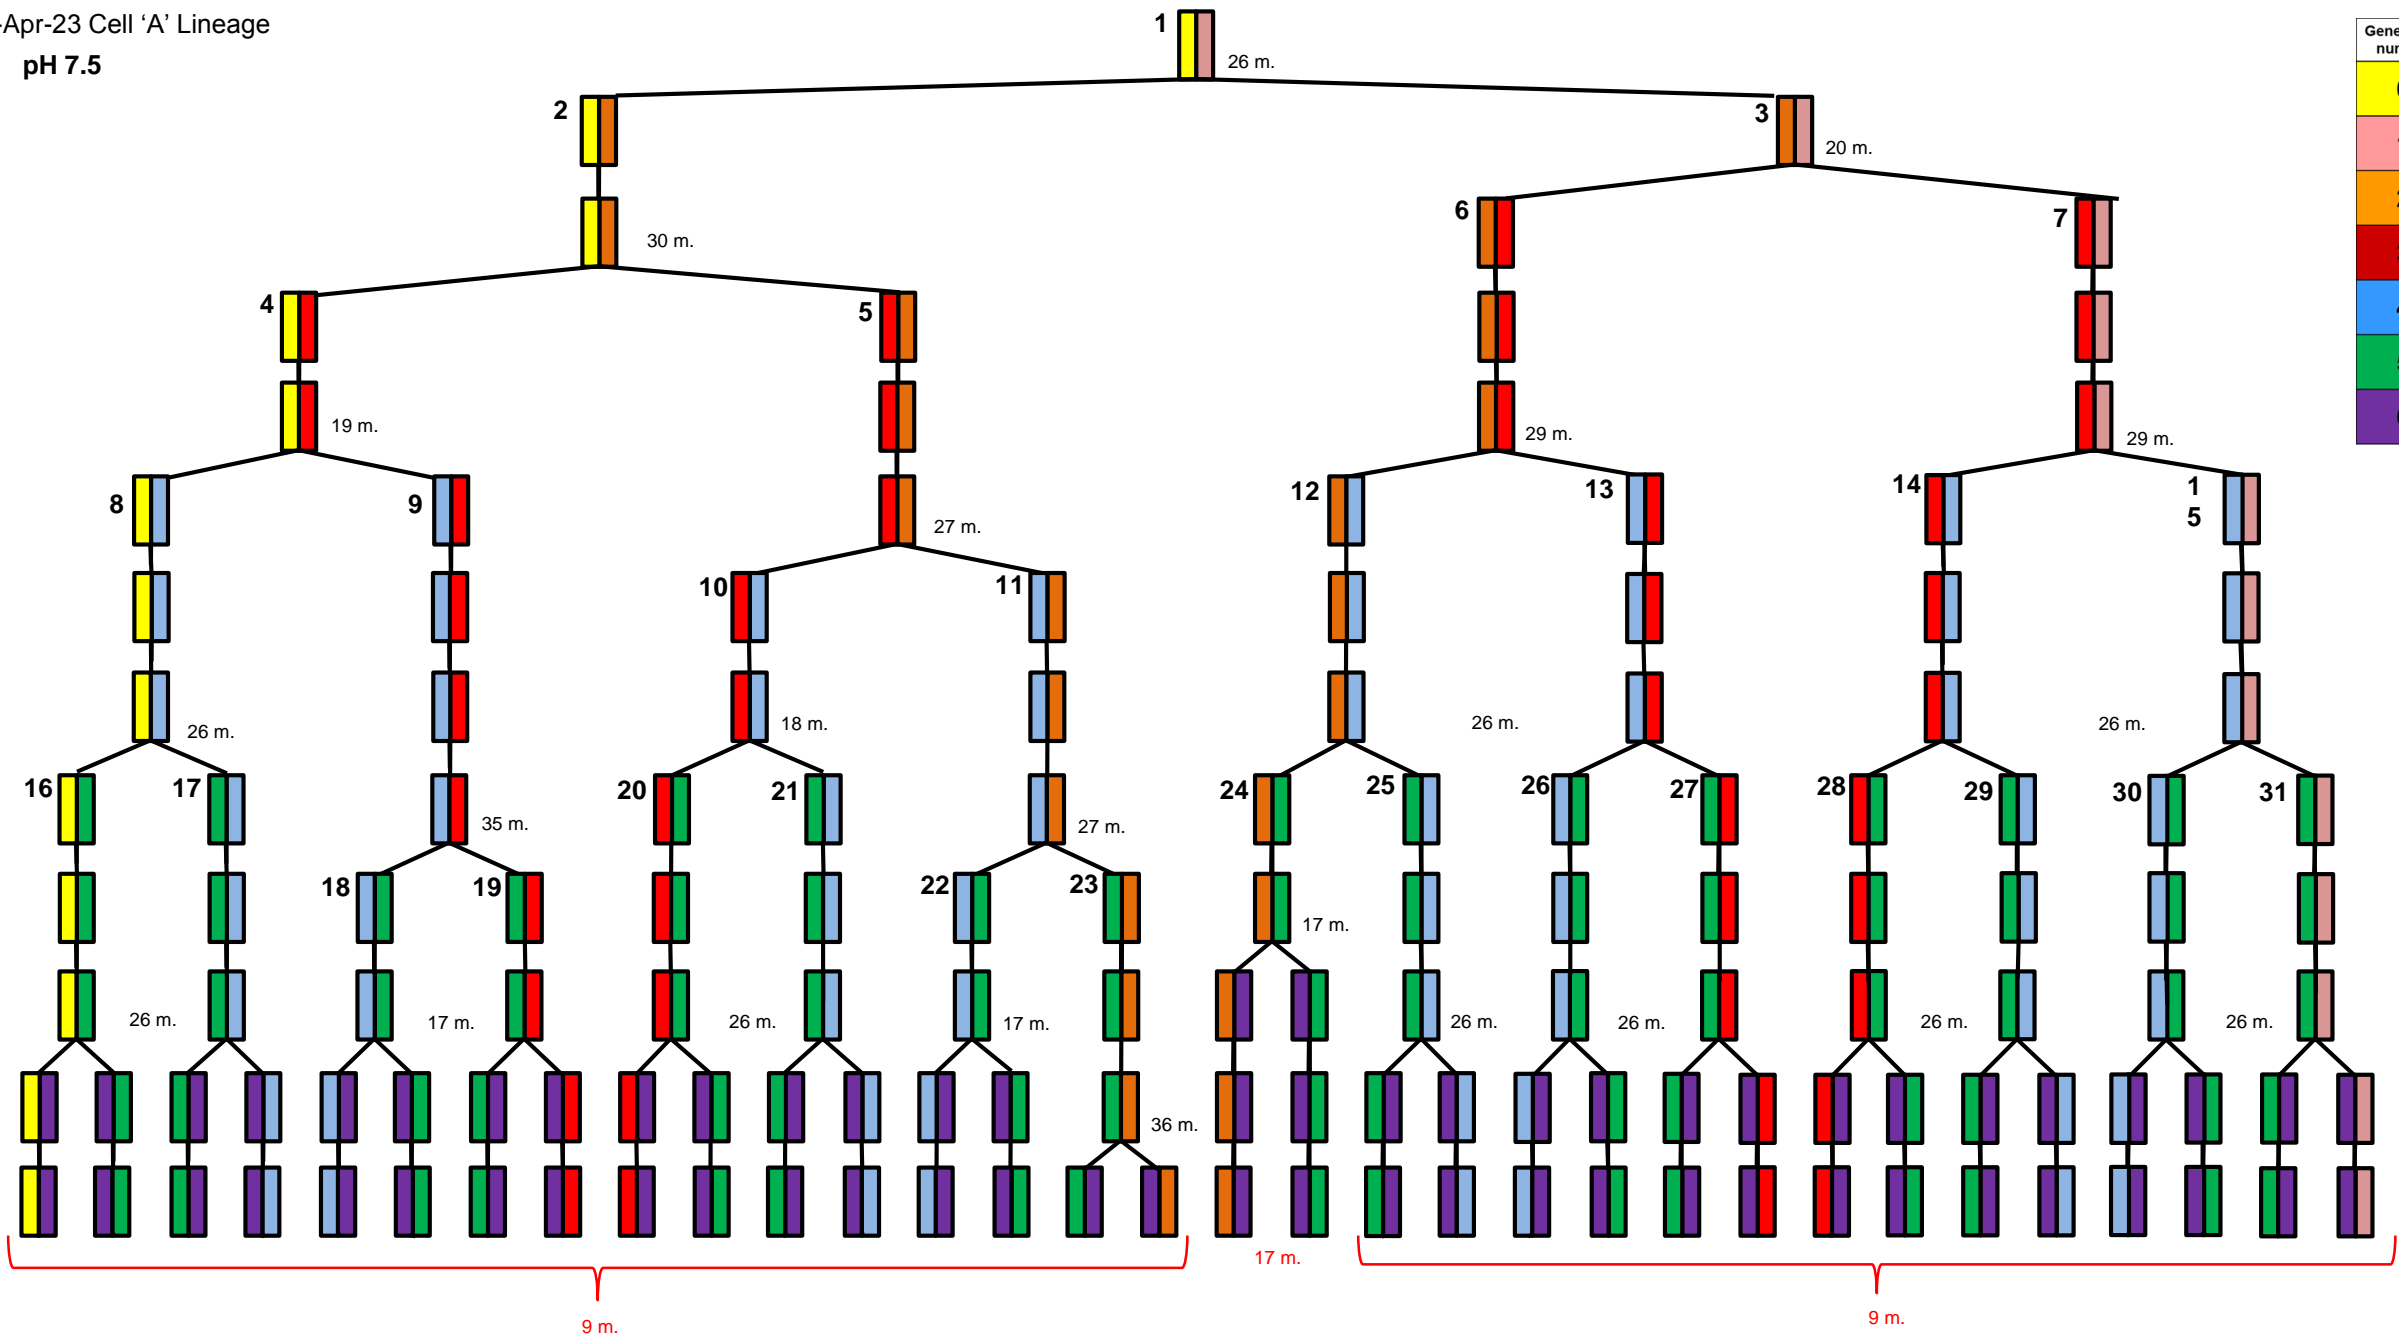 -Apr-23 Cell ‘A’ Lineage
pH 7.5
1
26 m.
2
3
20 m.
30 m.
6
7
4
5
19 m.
29 m.
29 m.
8
9
27 m.
12
13
14
1
5
10
11
26 m.
18 m.
26 m.
26 m.
16
17
35 m.
20
21
27 m.
24
25
26
27
28
29
30
31
18
19
22
23
17 m.
26 m.
17 m.
26 m.
17 m.
26 m.
26 m.
26 m.
26 m.
36 m.
17 m.
9 m.
9 m.